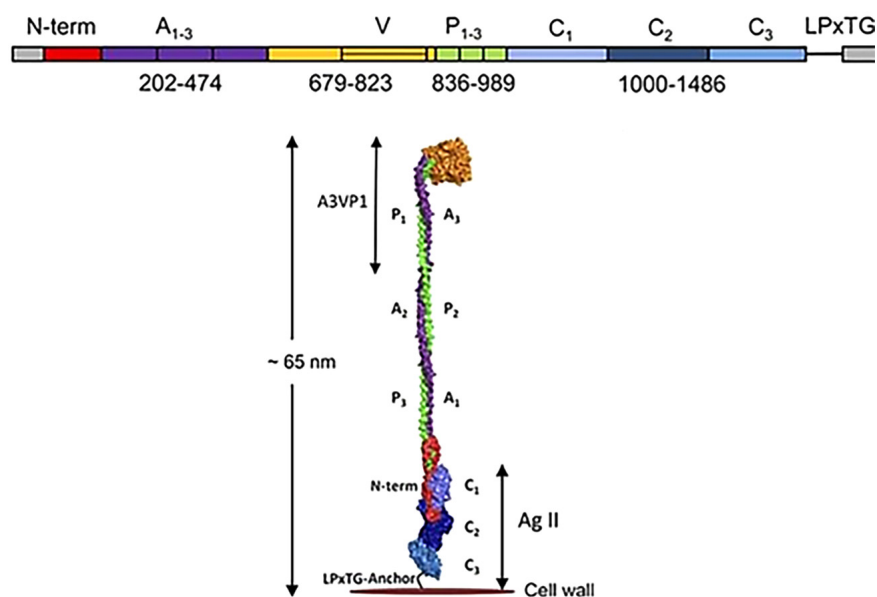 N-term A1-3 V P1-3 C1 C2 C3 LPxTG
202-474 679-823 836-989 1000-1486
A3VP1
P1 A3
A2 P2
~ 65 nm
P3 A1
N-term C1
Ag II
C2
C3
LPxTG-Anchor
Cell wall